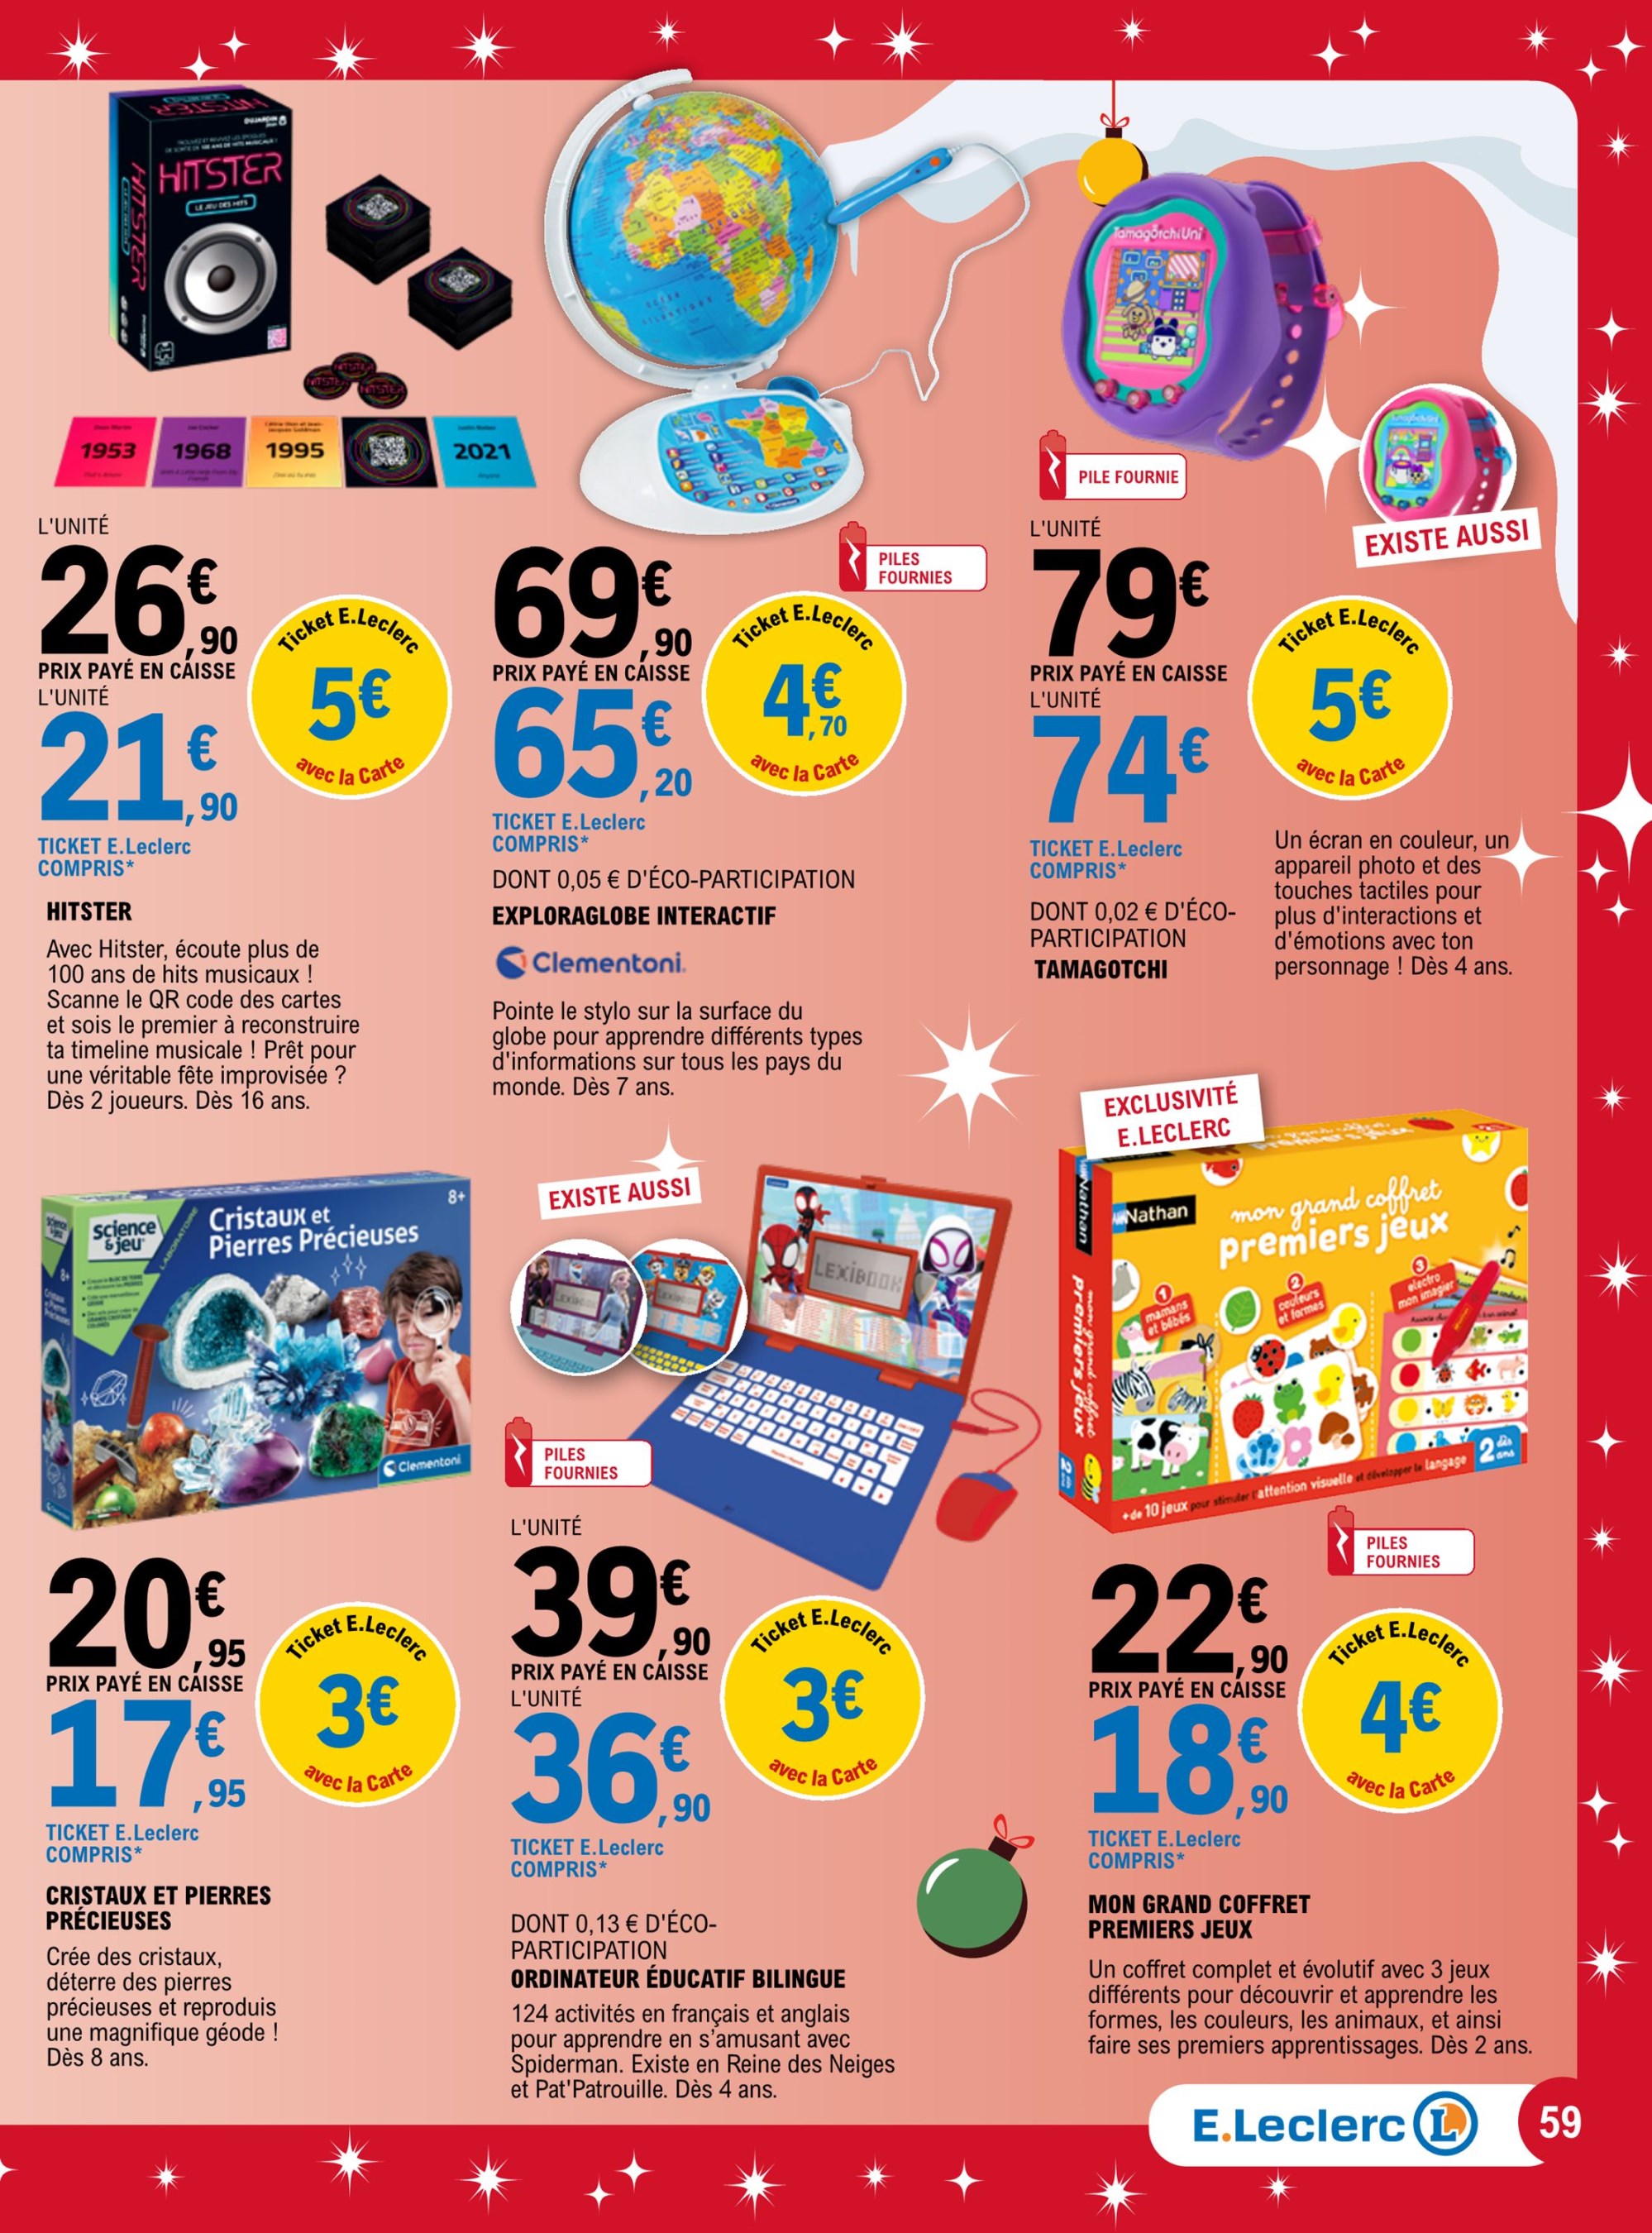 HITSTER
LE JEU DES HITS
HITSTER
DUJARDIN
1953
1968
1995
2021
TamagotchiUni
PILE FOURNIE
EXISTE AUSSI
PILES
FOURNIES
L'UNITÉ
26€,90
PRIX PAYÉ EN CAISSE
L'UNITÉ
21€,90
TICKET E.Leclerc
COMPRIS*
Ticket E.Leclerc
5€
avec la Carte
HITSTER
Avec Hitster, écoute plus de
100 ans de hits musicaux !
Scanne le QR code des cartes
et sois le premier à reconstruire
ta timeline musicale ! Prêt pour
une véritable fête improvisée ?
Dès 2 joueurs. Dès 16 ans.
69€,90
PRIX PAYÉ EN CAISSE
65€,20
TICKET E.Leclerc
COMPRIS*
Ticket E.Leclerc
4€,70
avec la Carte
DONT 0,05 € D'ÉCO-PARTICIPATION
EXPLORAGLOBE INTERACTIF
Clementoni
Pointe le stylo sur la surface du
globe pour apprendre différents types
d'informations sur tous les pays du
monde. Dès 7 ans.
L'UNITÉ
79€
PRIX PAYÉ EN CAISSE
L'UNITÉ
74€
TICKET E.Leclerc
COMPRIS*
Ticket E.Leclerc
5€
avec la Carte
DONT 0,02 € D'ÉCO-
PARTICIPATION
TAMAGOTCHI
Un écran en couleur, un
appareil photo et des
touches tactiles pour
plus d'interactions et
d'émotions avec ton
personnage ! Dès 4 ans.
science
& jeu
LABORATOIRE
Cristaux et
Pierres Précieuses
8+
Clementoni
20€,95
PRIX PAYÉ EN CAISSE
17€,95
TICKET E.Leclerc
COMPRIS*
Ticket E.Leclerc
3€
avec la Carte
CRISTAUX ET PIERRES
PRÉCIEUSES
Crée des cristaux,
déterre des pierres
précieuses et reproduis
une magnifique géode !
Dès 8 ans.
EXISTE AUSSI
LEXIBOOK
PILES
FOURNIES
L'UNITÉ
39€,90
PRIX PAYÉ EN CAISSE
L'UNITÉ
36€,90
TICKET E.Leclerc
COMPRIS*
Ticket E.Leclerc
3€
avec la Carte
DONT 0,13 € D'ÉCO-
PARTICIPATION
ORDINATEUR ÉDUCATIF BILINGUE
124 activités en français et anglais
pour apprendre en s'amusant avec
Spiderman. Existe en Reine des Neiges
et Pat'Patrouille. Dès 4 ans.
EXCLUSIVITÉ
E.LECLERC
Nathan
mon grand coffret
premiers jeux
1
mamans
et bébés
2
couleurs
et formes
3
electro
mon imagier
+de 10 jeux pour stimuler l'attention visuelle et développer le langage
2 dès
ans
PILES
FOURNIES
22€,90
PRIX PAYÉ EN CAISSE
18€,90
TICKET E.Leclerc
COMPRIS*
Ticket E.Leclerc
4€
avec la Carte
MON GRAND COFFRET
PREMIERS JEUX
Un coffret complet et évolutif avec 3 jeux
différents pour découvrir et apprendre les
formes, les couleurs, les animaux, et ainsi
faire ses premiers apprentissages. Dès 2 ans.
E.Leclerc L
59